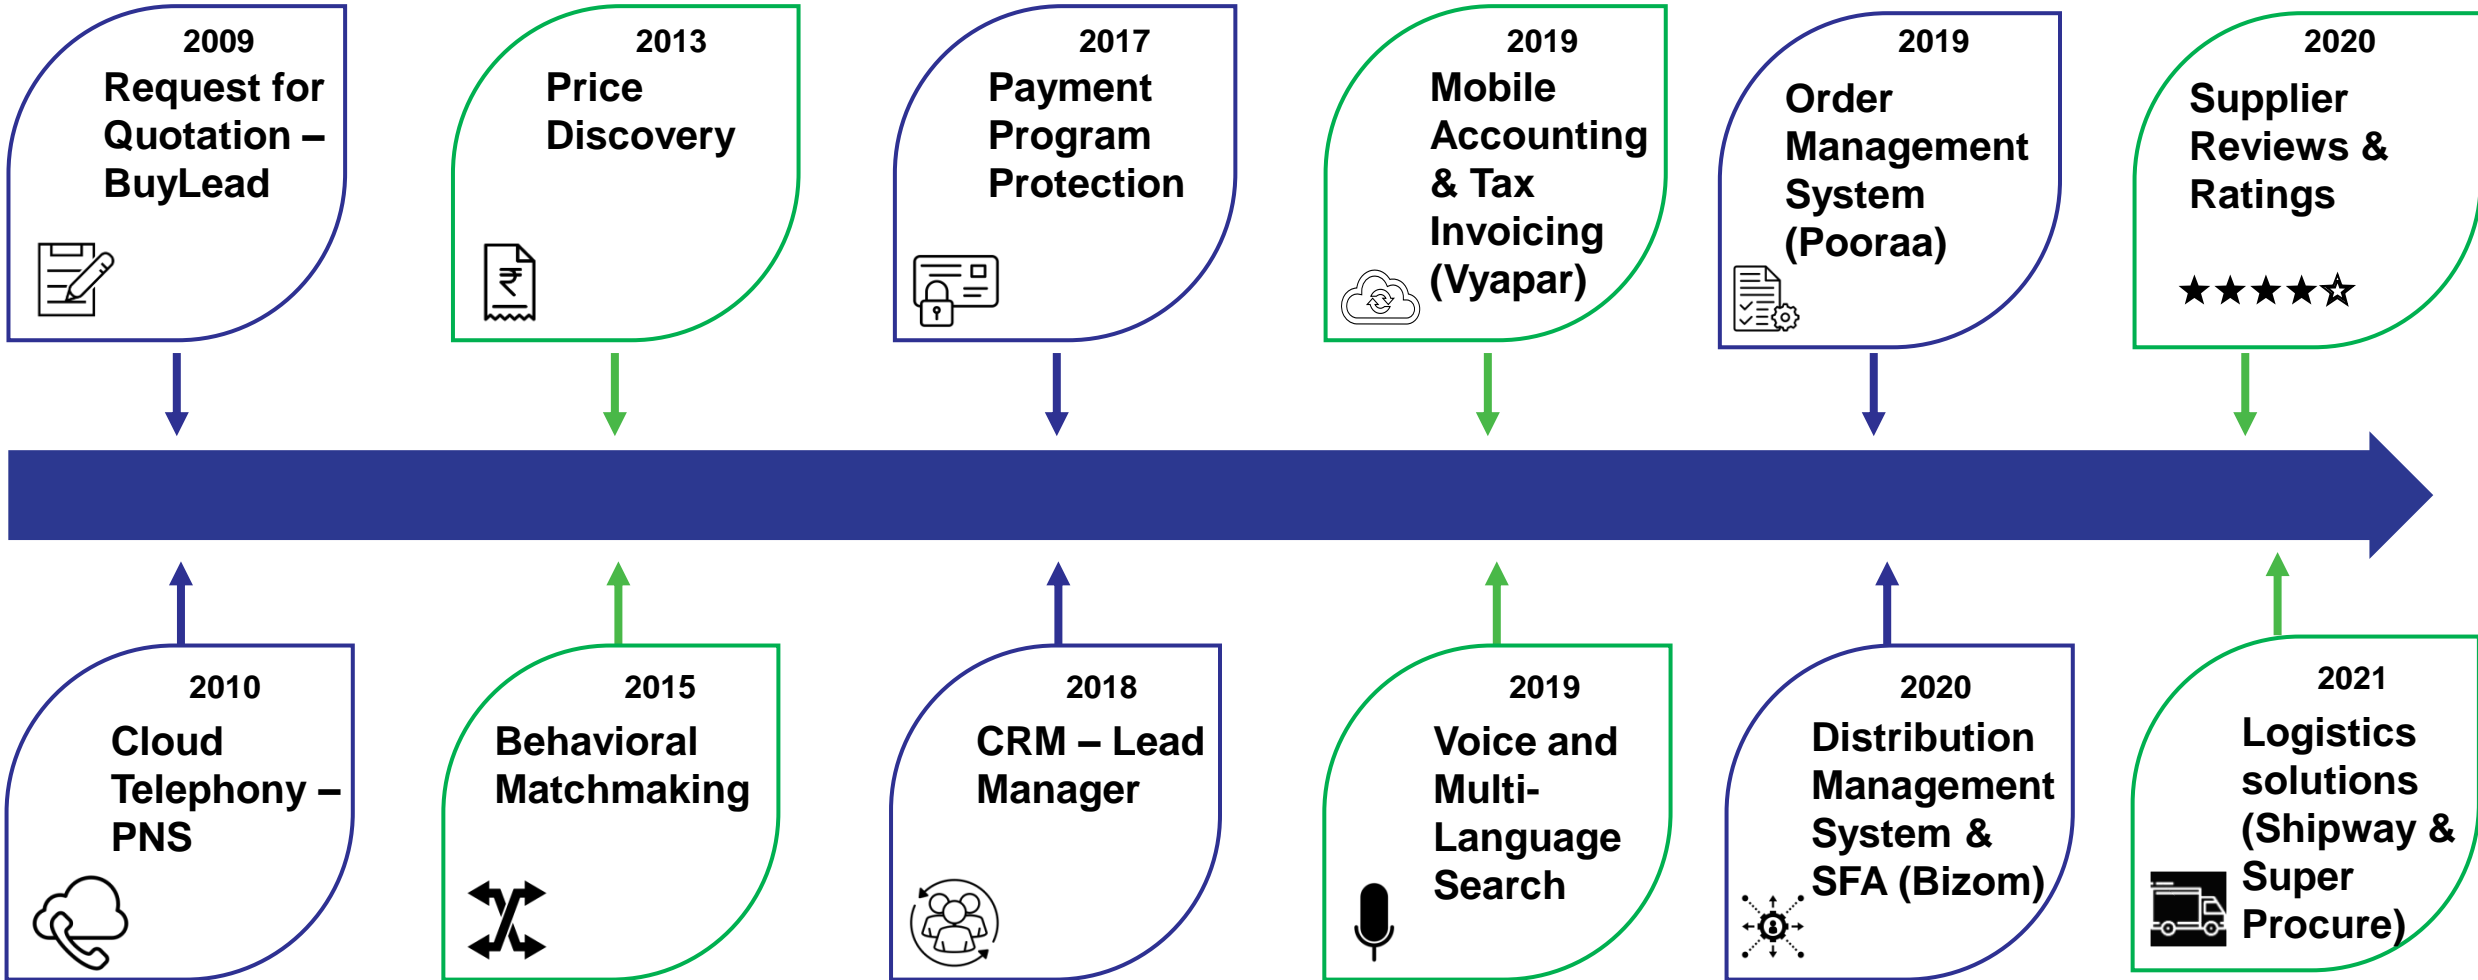 2009
Request for
Quotation –
BuyLead
2013
Price
Discovery
2017
Payment
Program
Protection
2019
Mobile
Accounting
& Tax
Invoicing
(Vyapar)
2019
Order
Management
System
(Pooraa)
2020
Supplier
Reviews &
Ratings
2010
Cloud
Telephony –
PNS
2015
Behavioral
Matchmaking
2018
CRM – Lead
Manager
2019
Voice and
Multi-
Language
Search
2020
Distribution
Management
System &
SFA (Bizom)
2021
Logistics
solutions
(Shipway &
Super
Procure)